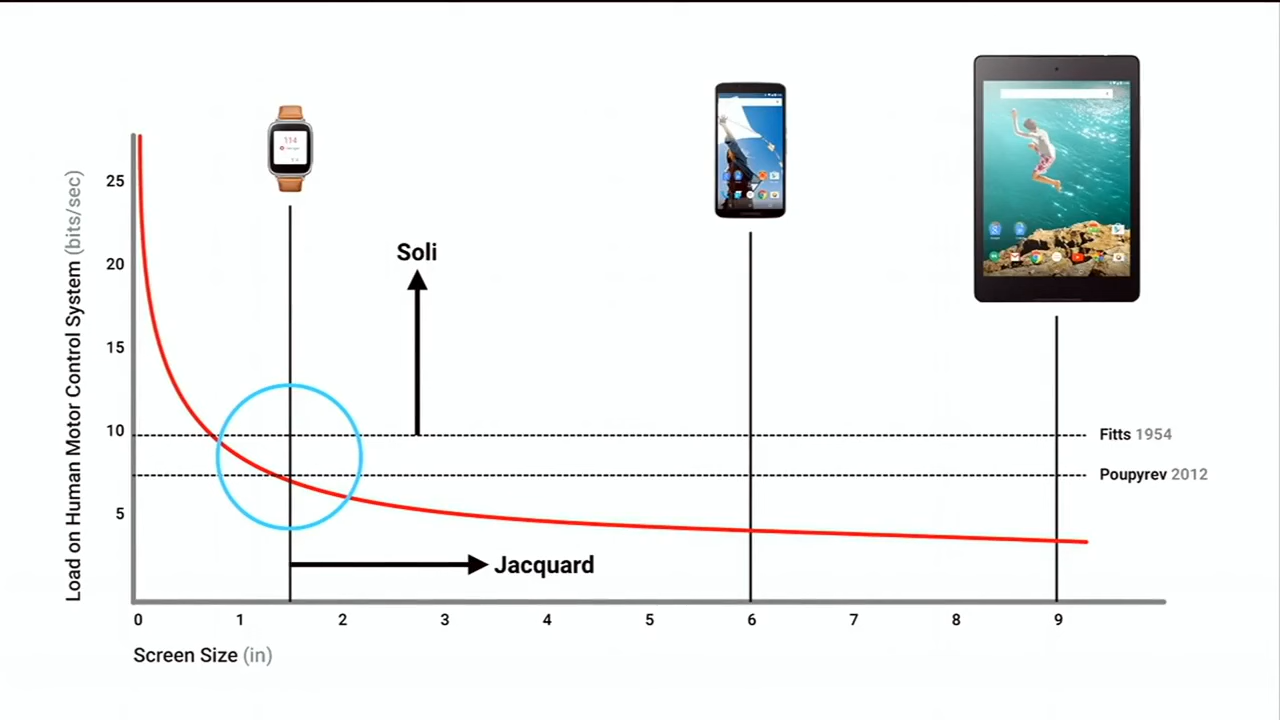 114
Soli
Jacquard
Load on Human Motor Control System (bits/sec)
25
20
15
10
5
Fitts 1954
Poupyrev 2012
0 1 2 3 4 5 6 7 8 9
Screen Size (in)